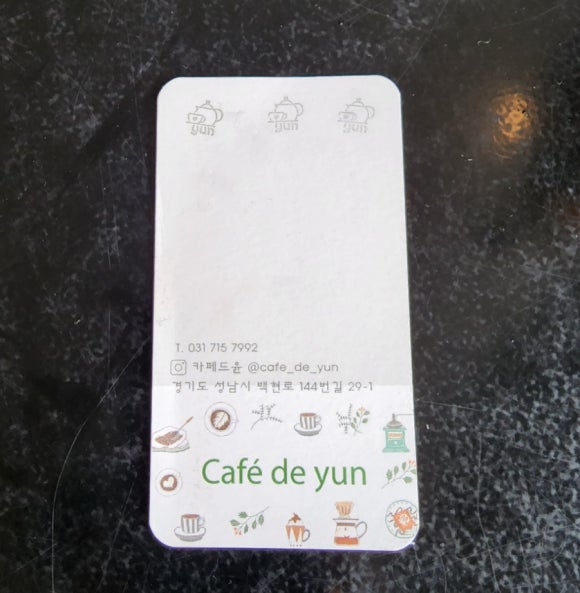 yun yun yun
T. 031 715 7992
카페드윤 @cafe_de_yun
경기도 성남시 백현로 144번길 29-1
Café de yun